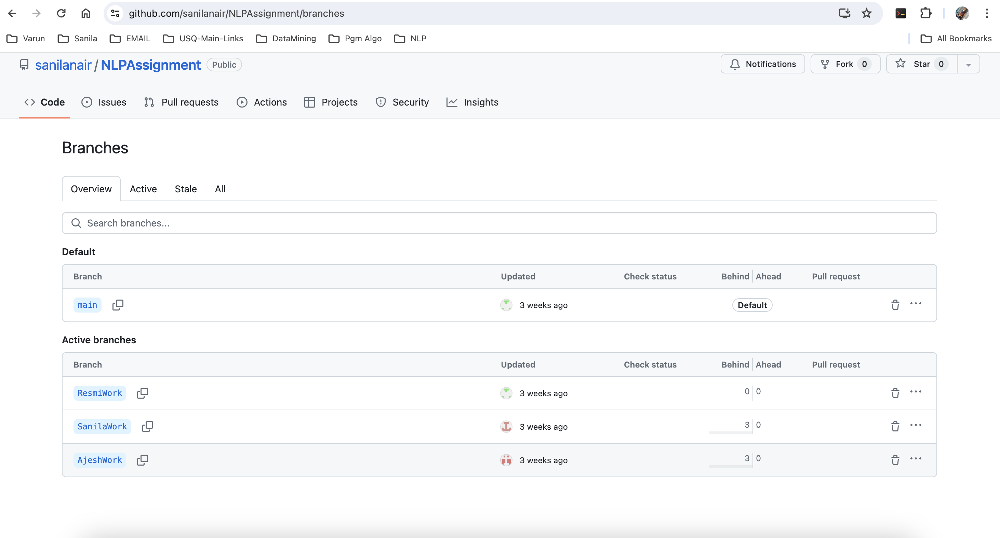 github.com/sanilanair/NLPAssignment/branches
Varun Sanila EMAIL USQ-Main-Links DataMining Pgm Algo NLP All Bookmarks
sanilanair / NLPAssignment Public Notifications Fork 0 Star 0
Code Issues Pull requests Actions Projects Security Insights
Branches
Overview Active Stale All
Search branches...
Default
Branch Updated Check status Behind Ahead Pull request
main 3 weeks ago Default
Active branches
Branch Updated Check status Behind Ahead Pull request
ResmiWork 3 weeks ago 0 0
SanilaWork 3 weeks ago 3 0
AjeshWork 3 weeks ago 3 0